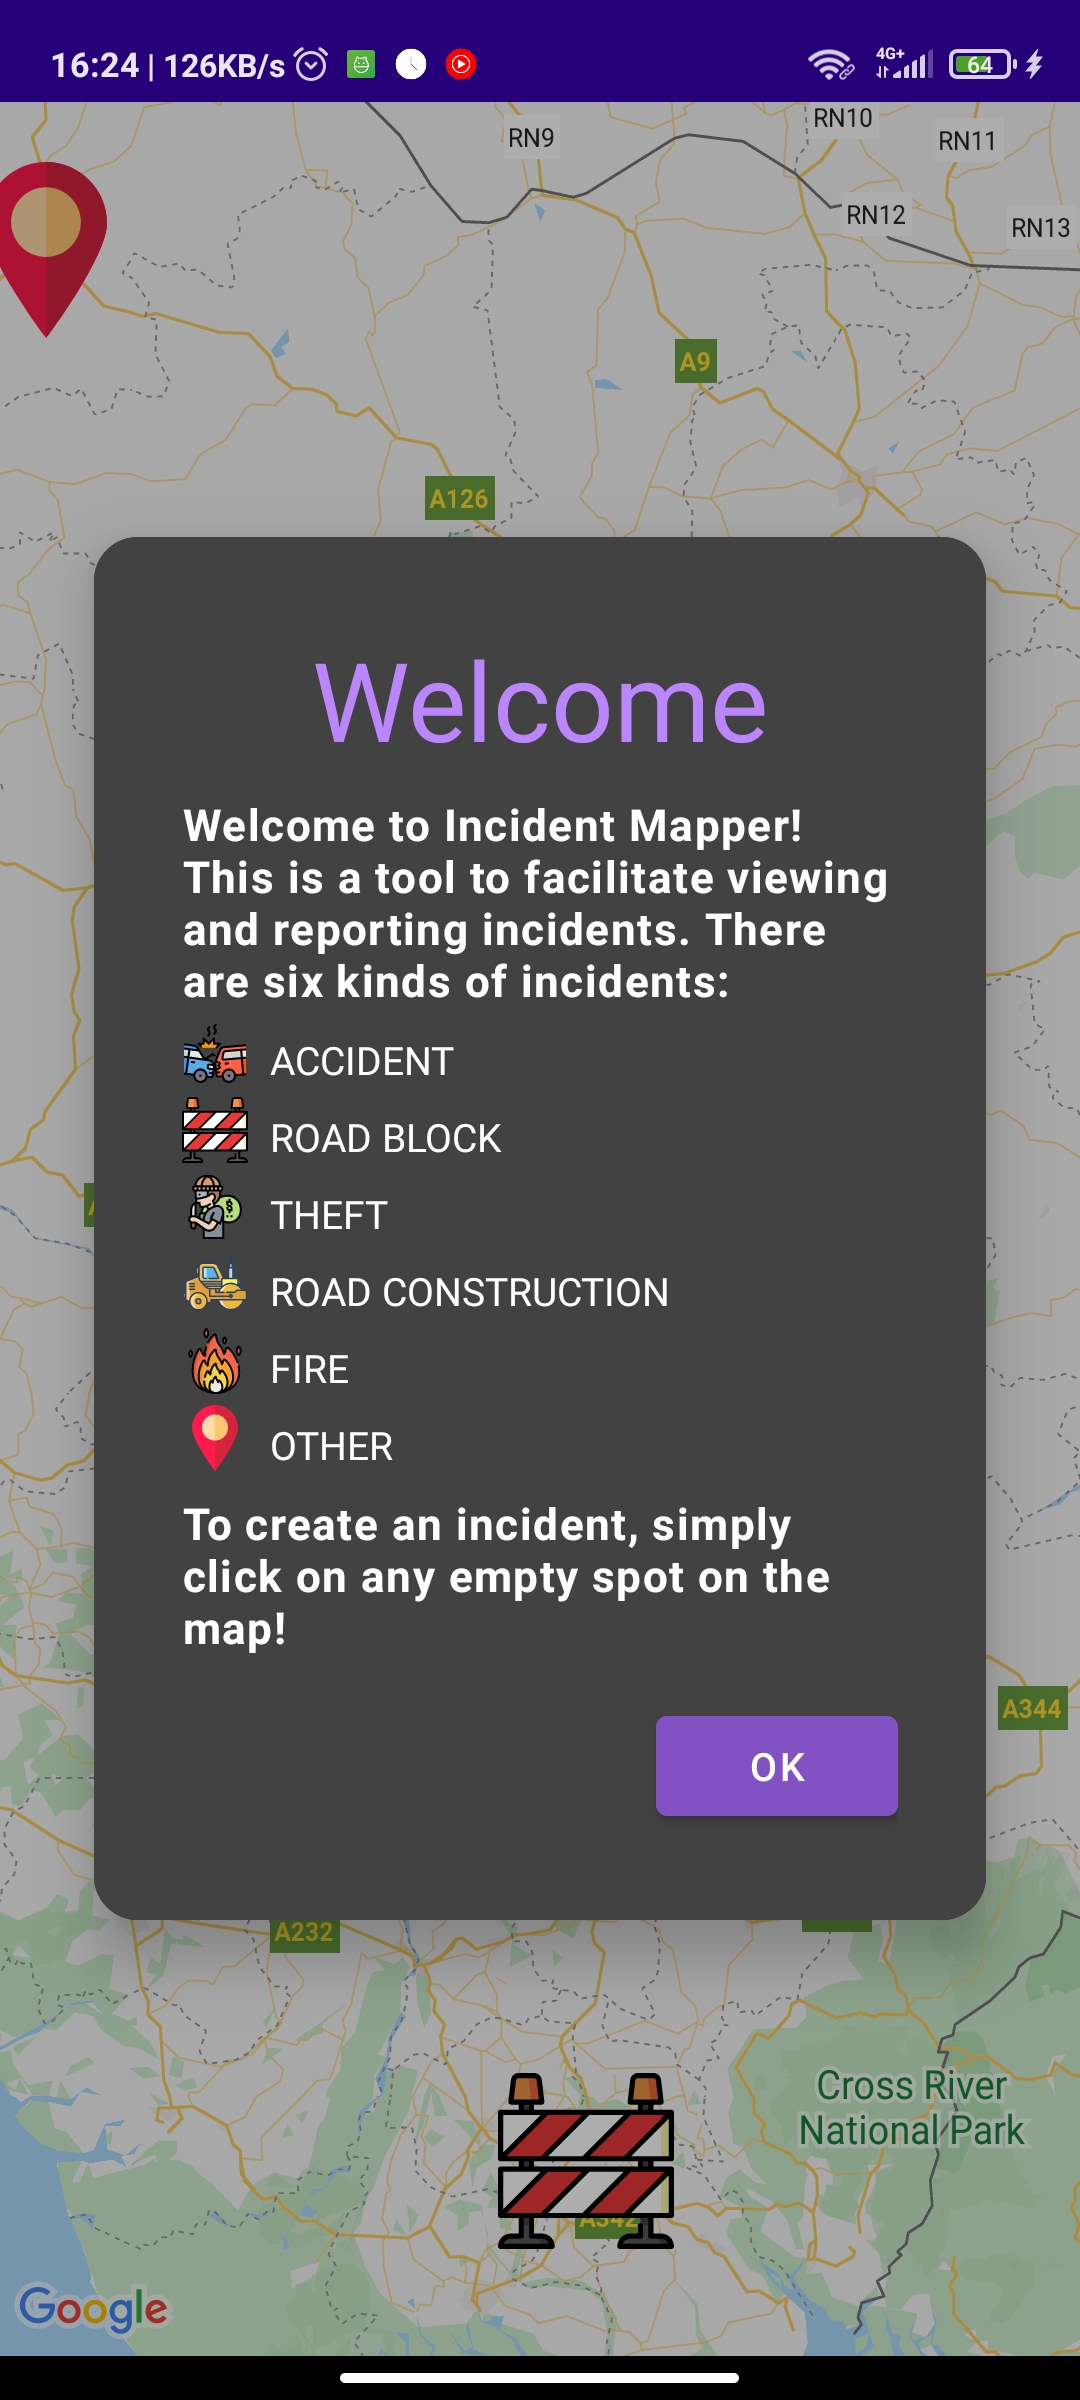 16:24 | 126KB/s
4G+
64
RN10
RN9
RN11
RN12
RN13
A9
A126
Welcome
Welcome to Incident Mapper!
This is a tool to facilitate viewing
and reporting incidents. There
are six kinds of incidents:
ACCIDENT
ROAD BLOCK
THEFT
ROAD CONSTRUCTION
FIRE
OTHER
To create an incident, simply
click on any empty spot on the
map!
A344
OK
A232
Cross River
National Park
A342
Google